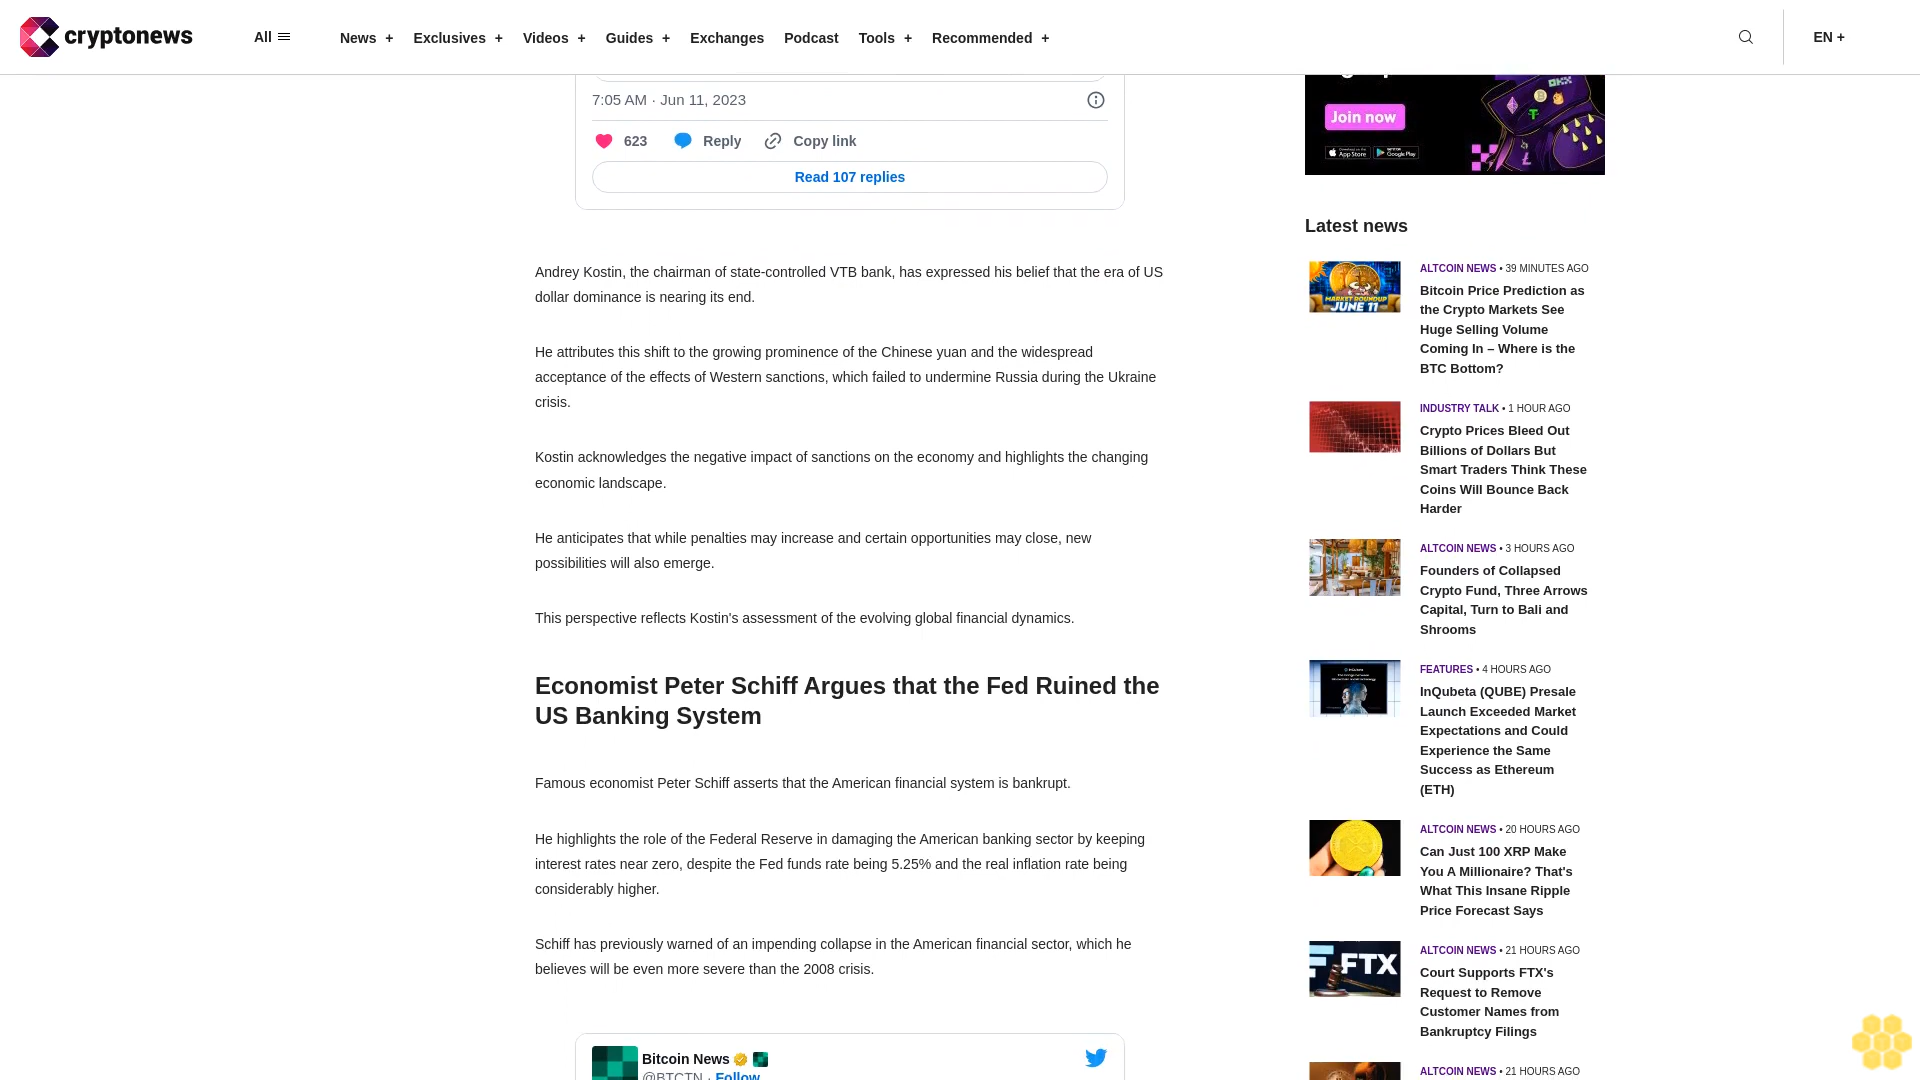 cryptonews
All
News +
Exclusives +
Videos +
Guides +
Exchanges
Podcast
Tools +
Recommended +
EN +
7:05 AM · Jun 11, 2023
623
Reply
Copy link
Read 107 replies
Andrey Kostin, the chairman of state-controlled VTB bank, has expressed his belief that the era of US
dollar dominance is nearing its end.
He attributes this shift to the growing prominence of the Chinese yuan and the widespread
acceptance of the effects of Western sanctions, which failed to undermine Russia during the Ukraine
crisis.
Kostin acknowledges the negative impact of sanctions on the economy and highlights the changing
economic landscape.
He anticipates that while penalties may increase and certain opportunities may close, new
possibilities will also emerge.
This perspective reflects Kostin's assessment of the evolving global financial dynamics.
Economist Peter Schiff Argues that the Fed Ruined the
US Banking System
Famous economist Peter Schiff asserts that the American financial system is bankrupt.
He highlights the role of the Federal Reserve in damaging the American banking sector by keeping
interest rates near zero, despite the Fed funds rate being 5.25% and the real inflation rate being
considerably higher.
Schiff has previously warned of an impending collapse in the American financial sector, which he
believes will be even more severe than the 2008 crisis.
Bitcoin News
@BTCTN · Follow
Join now
App Store
Google Play
OKX
Latest news
MARKET ROUNDUP
JUNE 11
ALTCOIN NEWS • 39 MINUTES AGO
Bitcoin Price Prediction as
the Crypto Markets See
Huge Selling Volume
Coming In – Where is the
BTC Bottom?
INDUSTRY TALK • 1 HOUR AGO
Crypto Prices Bleed Out
Billions of Dollars But
Smart Traders Think These
Coins Will Bounce Back
Harder
ALTCOIN NEWS • 3 HOURS AGO
Founders of Collapsed
Crypto Fund, Three Arrows
Capital, Turn to Bali and
Shrooms
FEATURES • 4 HOURS AGO
InQubeta (QUBE) Presale
Launch Exceeded Market
Expectations and Could
Experience the Same
Success as Ethereum
(ETH)
ALTCOIN NEWS • 20 HOURS AGO
Can Just 100 XRP Make
You A Millionaire? That's
What This Insane Ripple
Price Forecast Says
FTX
ALTCOIN NEWS • 21 HOURS AGO
Court Supports FTX's
Request to Remove
Customer Names from
Bankruptcy Filings
ALTCOIN NEWS • 21 HOURS AGO